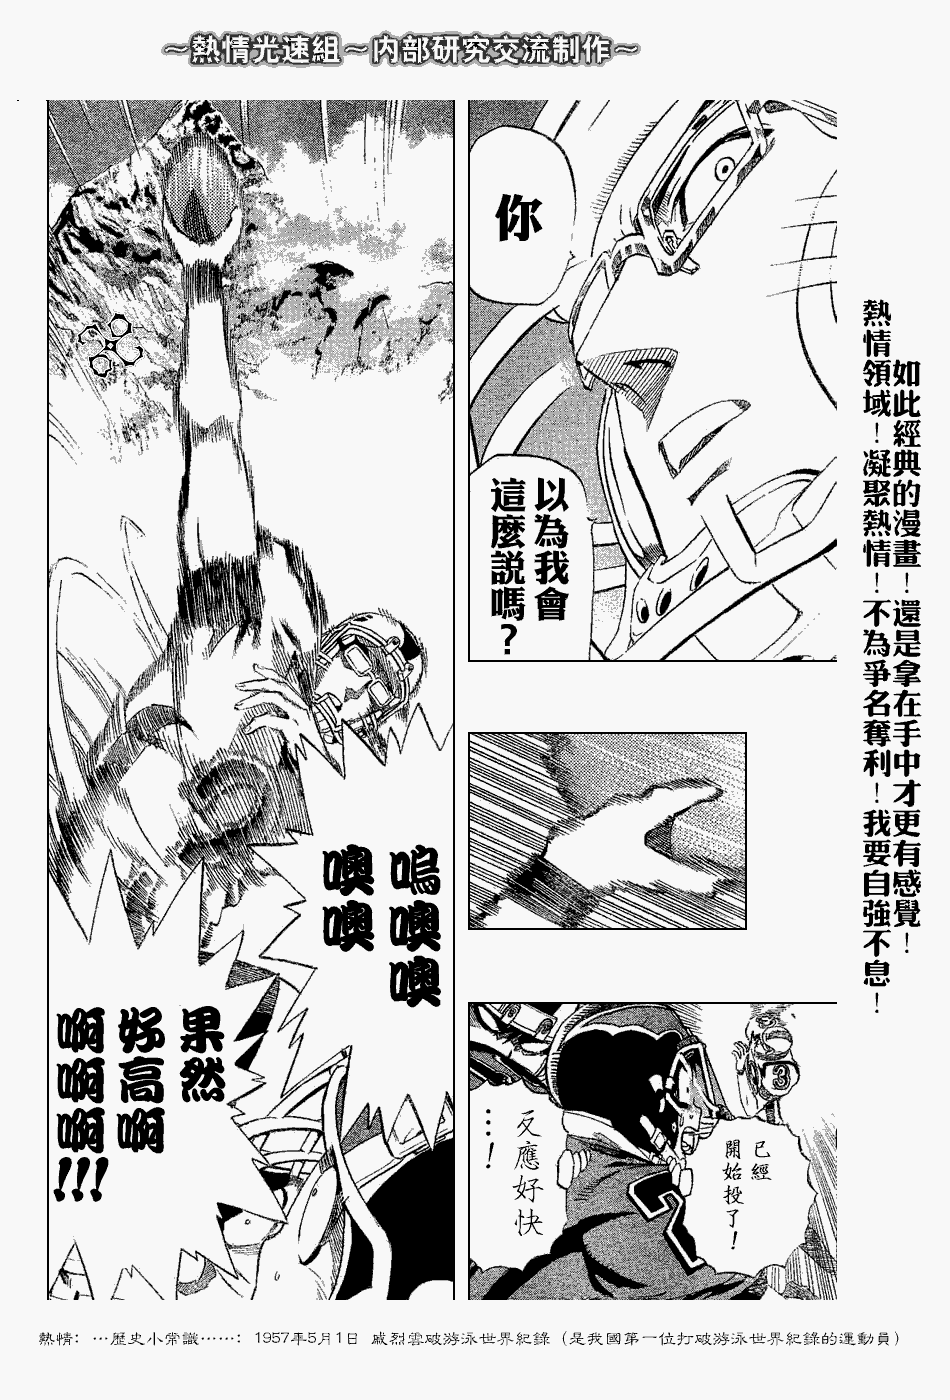 ～熱情光速組～內部研究交流制作～
你
以為我會
這麼説嗎？
已經
開始投了！
反應好快
…！
3
嗚噢噢
噢噢
果然
好高啊
啊啊啊!!!
如此經典的漫畫！還是拿在手中才更有感覺！
熱情領域！凝聚熱情！不為爭名奪利！我要自強不息！
熱情：…歷史小常識……：1957年5月1日 戚烈雲破游泳世界紀錄（是我國第一位打破游泳世界紀錄的運動員）